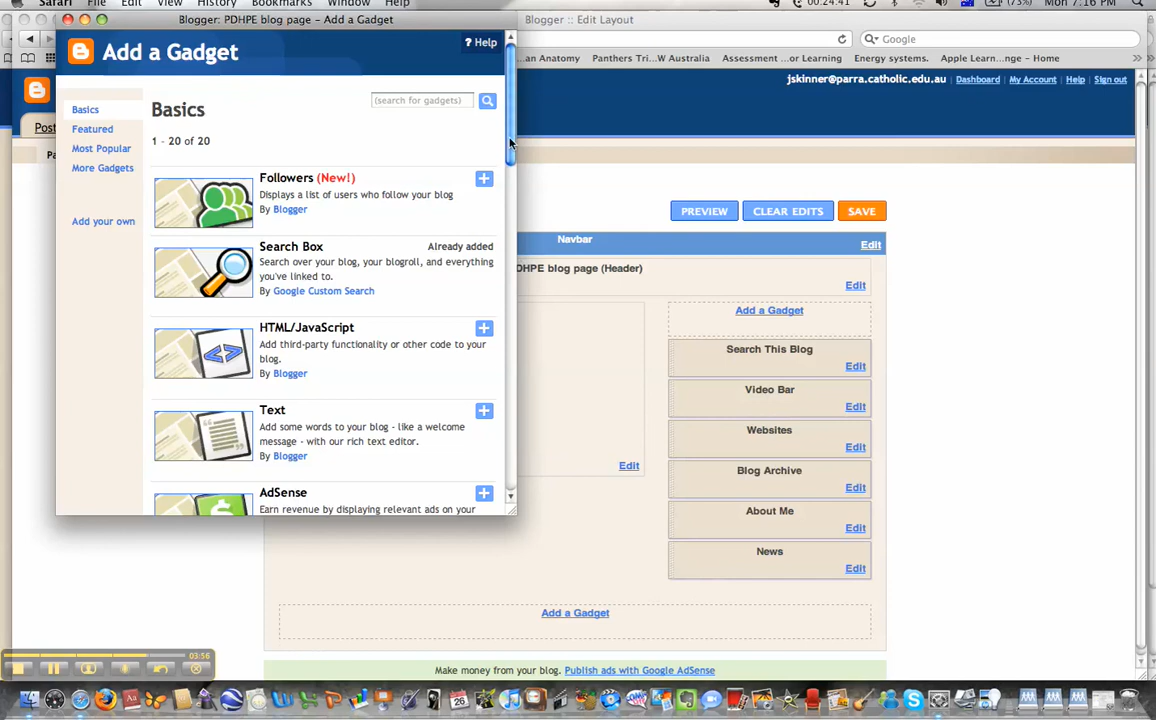 Safari File Edit View History Bookmarks Window Help
00:24:41
(73%) Mon 7:16 PM
Blogger: PDHPE blog page – Add a Gadget
Blogger :: Edit Layout
Google
an Anatomy
Panthers Tri...W Australia
Assessment ...or Learning
Energy systems.
Apple Learn...nge - Home
Add a Gadget
? Help
jskinner@parra.catholic.edu.au
Dashboard
My Account
Help
Sign out
Post
Basics
Featured
Most Popular
More Gadgets
Add your own
Basics
(search for gadgets)
1 - 20 of 20
Followers (New!)
Displays a list of users who follow your blog
By Blogger
Search Box
Already added
Search over your blog, your blogroll, and everything
you've linked to.
By Google Custom Search
HTML/JavaScript
Add third-party functionality or other code to your
blog.
By Blogger
Text
Add some words to your blog - like a welcome
message - with our rich text editor.
By Blogger
AdSense
Earn revenue by displaying relevant ads on your
PREVIEW
CLEAR EDITS
SAVE
Navbar
Edit
DHPE blog page (Header)
Edit
Add a Gadget
Search This Blog
Edit
Video Bar
Edit
Websites
Edit
Blog Archive
Edit
About Me
Edit
News
Edit
Edit
Add a Gadget
Make money from your blog. Publish ads with Google AdSense
03:56